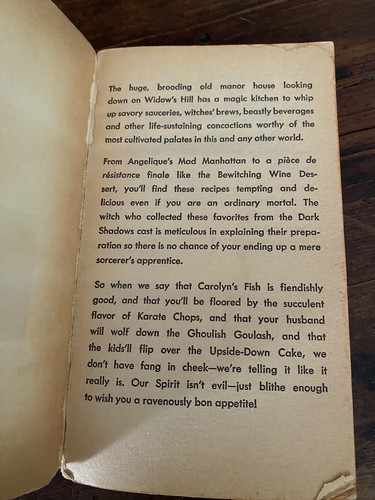 The huge, brooding old manor house looking
down on Widow's Hill has a magic kitchen to whip
up savory sauceries, witches' brews, beastly beverages
and other life-sustaining concoctions worthy of the
most cultivated palates in this and any other world.
From Angelique's Mad Manhattan to a pièce de
résistance finale like the Bewitching Wine Des-
sert, you'll find these recipes tempting and de-
licious even if you are an ordinary mortal. The
witch who collected these favorites from the Dark
Shadows cast is meticulous in explaining their prepa-
ration so there is no chance of your ending up a mere
sorcerer's apprentice.
So when we say that Carolyn's Fish is fiendishly
good, and that you'll be floored by the succulent
flavor of Karate Chops, and that your husband
will wolf down the Ghoulish Goulash, and that
the kids'll flip over the Upside-Down Cake, we
don't have fang in cheek—we're telling it like it
really is. Our Spirit isn't evil—just blithe enough
to wish you a ravenously bon appetite!